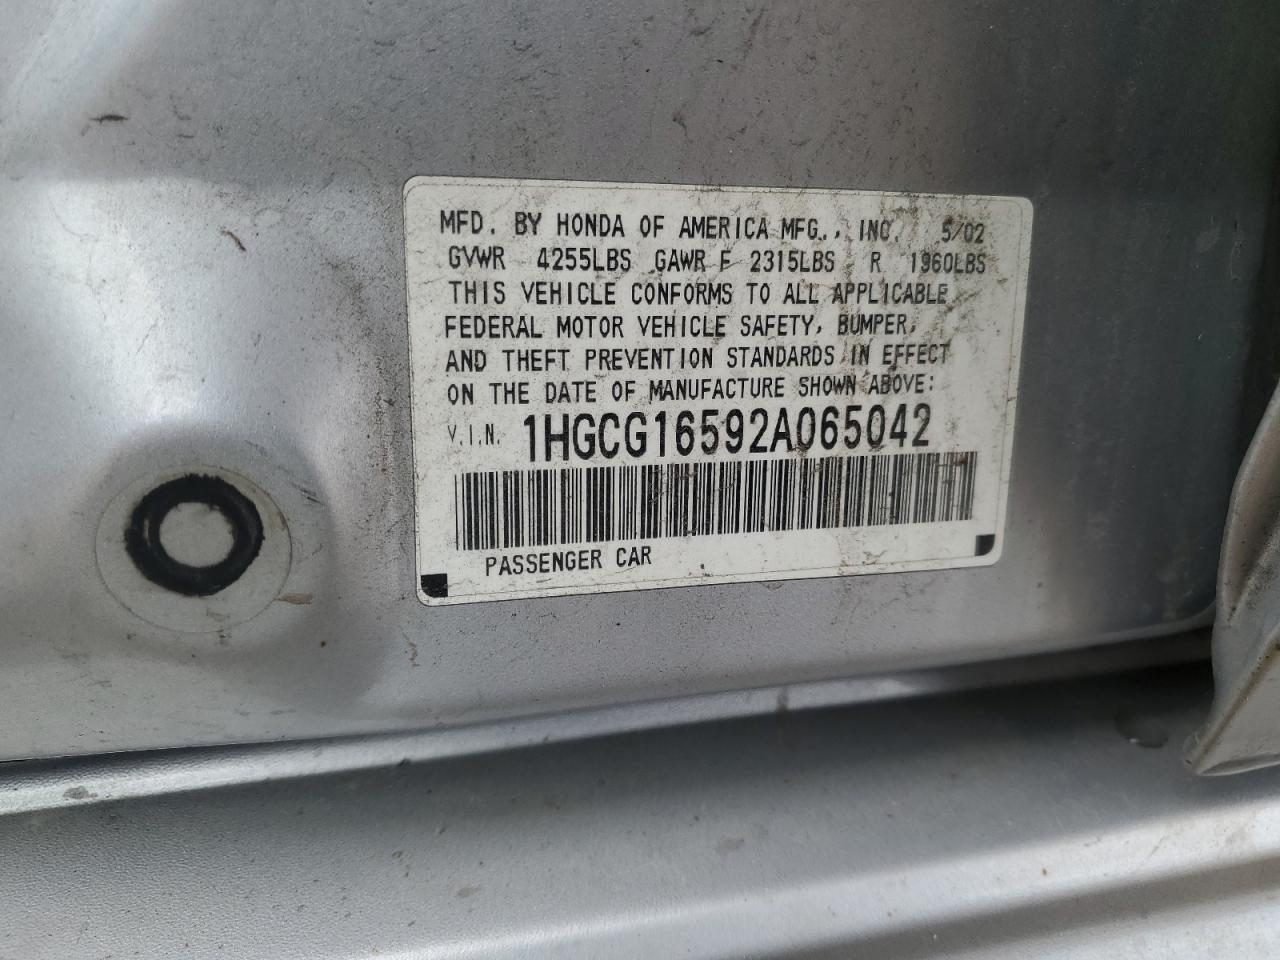 MFD. BY HONDA OF AMERICA MFG., INC. 5/02
GVWR 4255LBS GAWR F 2315LBS R 1960LBS
THIS VEHICLE CONFORMS TO ALL APPLICABLE
FEDERAL MOTOR VEHICLE SAFETY, BUMPER,
AND THEFT PREVENTION STANDARDS IN EFFECT
ON THE DATE OF MANUFACTURE SHOWN ABOVE:
V.I.N. 1HGCG16592A065042
PASSENGER CAR